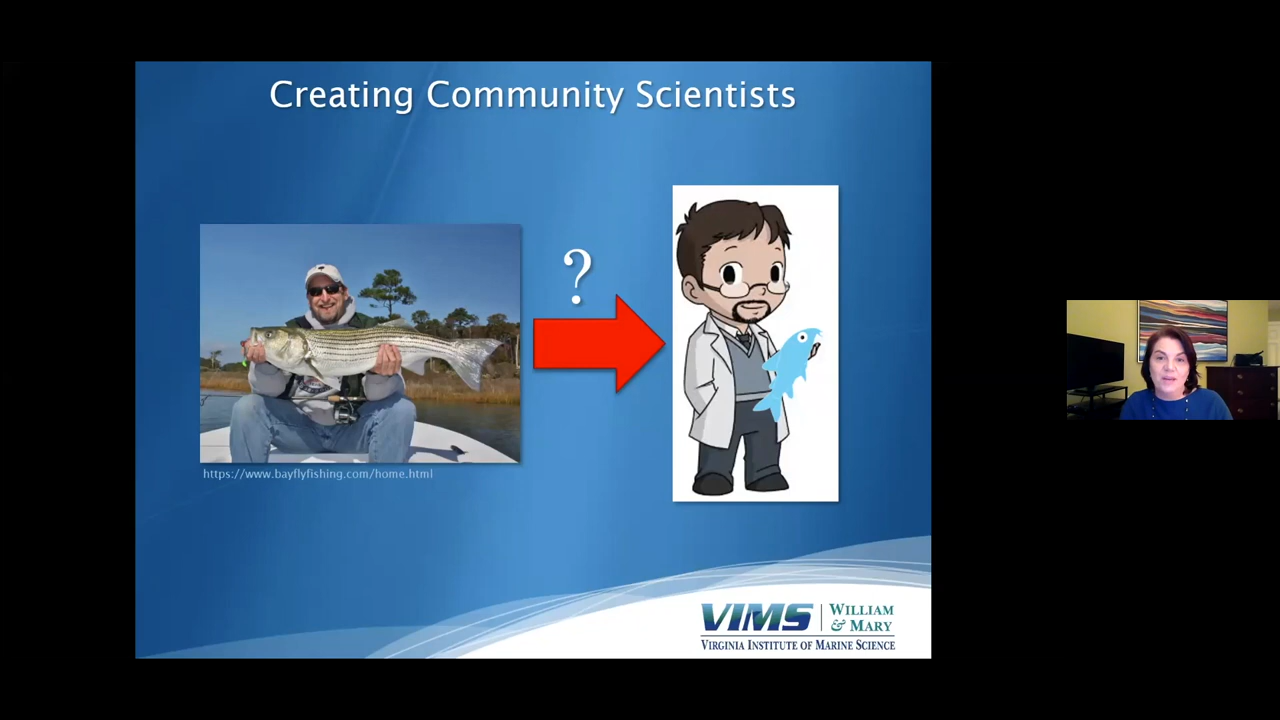 Creating Community Scientists
?
https://www.bayflyfishing.com/home.html
VIMS
WILLIAM
& MARY
VIRGINIA INSTITUTE OF MARINE SCIENCE